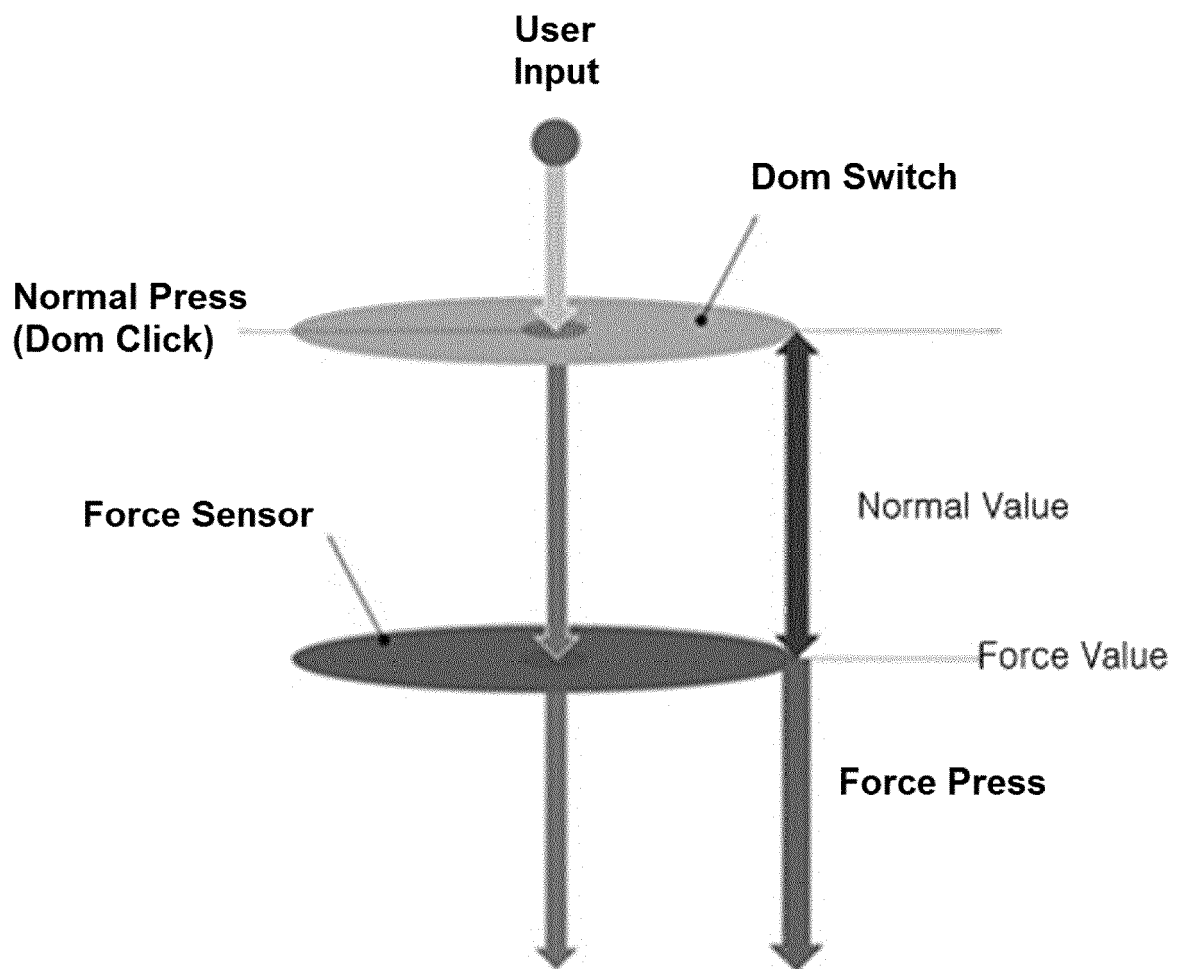 User
Input
Dom Switch
Normal Press
(Dom Click)
Force Sensor
Normal Value
Force Value
Force Press